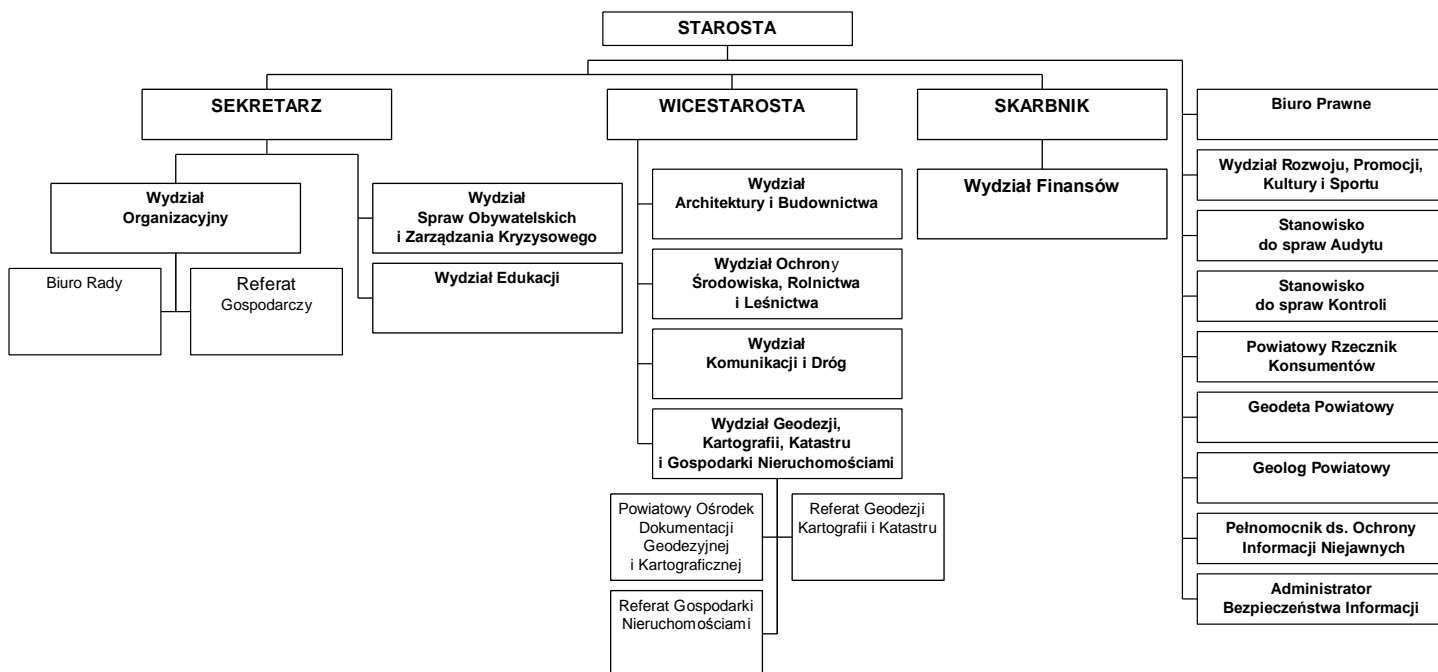 STAROSTA
SEKRETARZ
WICESTAROSTA
SKARBNIK
Wydział
Organizacyjny
Biuro Rady
Referat
Gospodarczy
Wydział
Spraw Obywatelskich
i Zarządzania Kryzysowego
Wydział Edukacji
Wydział
Architektury i Budownictwa
Wydział Ochrony
Środowiska, Rolnictwa
i Leśnictwa
Wydział
Komunikacji i Dróg
Wydział Geodezji,
Kartografii, Katastru
i Gospodarki Nieruchomościami
Powiatowy Ośrodek
Dokumentacji
Geodezyjnej
i Kartograficznej
Referat Geodezji
Kartografii i Katastru
Referat Gospodarki
Nieruchomościami
Wydział Finansów
Biuro Prawne
Wydział Rozwoju, Promocji,
Kultury i Sportu
Stanowisko
do spraw Audytu
Stanowisko
do spraw Kontroli
Powiatowy Rzecznik
Konsumentów
Geodeta Powiatowy
Geolog Powiatowy
Pełnomocnik ds. Ochrony
Informacji Niejawnych
Administrator
Bezpieczeństwa Informacji